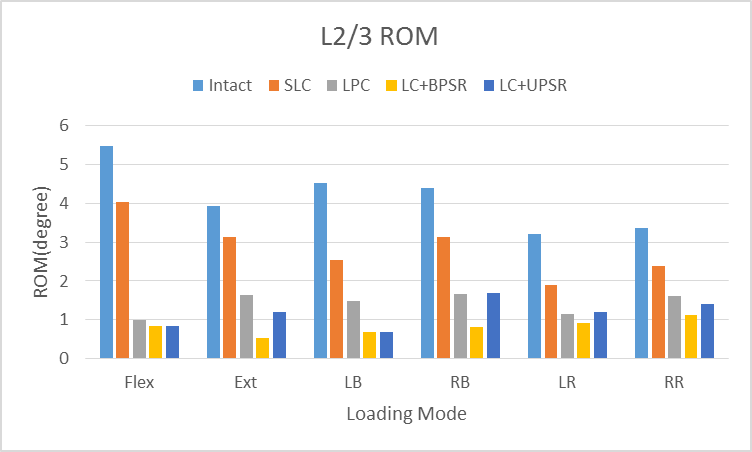 L2/3 ROM
Intact SLC LPC LC+BPSR LC+UPSR
ROM(degree)
6
5
4
3
2
1
0
Flex Ext LB RB LR RR
Loading Mode